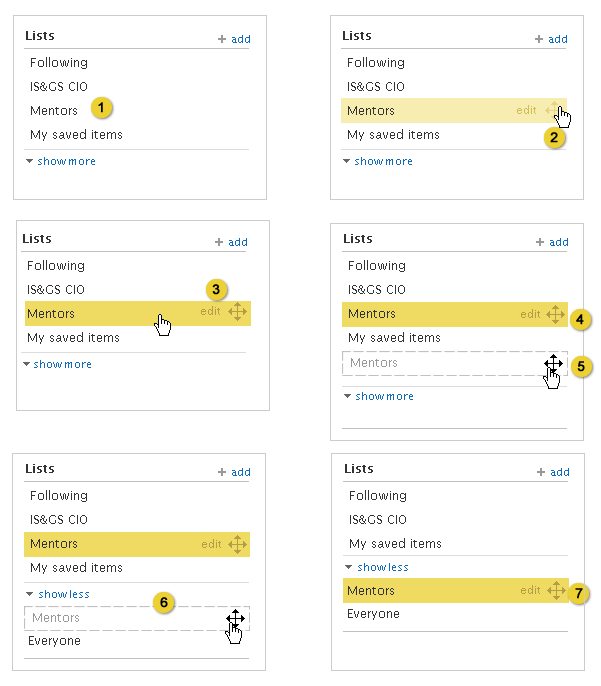 Lists
+ add
Following
IS&GS CIO
Mentors 1
My saved items
show more
Lists
+ add
Following
IS&GS CIO
Mentors edit
2
My saved items
show more
Lists
+ add
Following
IS&GS CIO 3
Mentors edit
My saved items
show more
Lists
+ add
Following
IS&GS CIO
Mentors edit 4
My saved items
Mentors 5
show more
Lists
+ add
Following
IS&GS CIO
Mentors edit
My saved items
show less
6
Mentors
Everyone
Lists
+ add
Following
IS&GS CIO
My saved items
show less
Mentors edit 7
Everyone